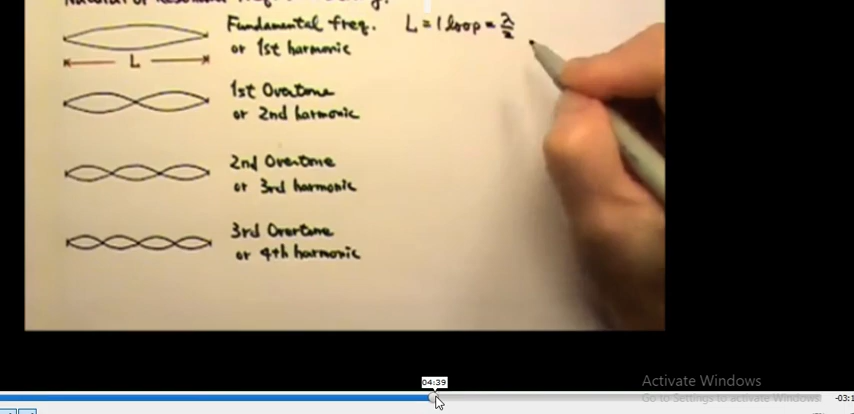 Fundamental freq. L = 1 loop = λ/2
or 1st harmonic
L
1st Overtone
or 2nd harmonic
2nd Overtone
or 3rd harmonic
3rd Overtone
or 4th harmonic
04:39
Activate Windows
Go to Settings to activate Windows.